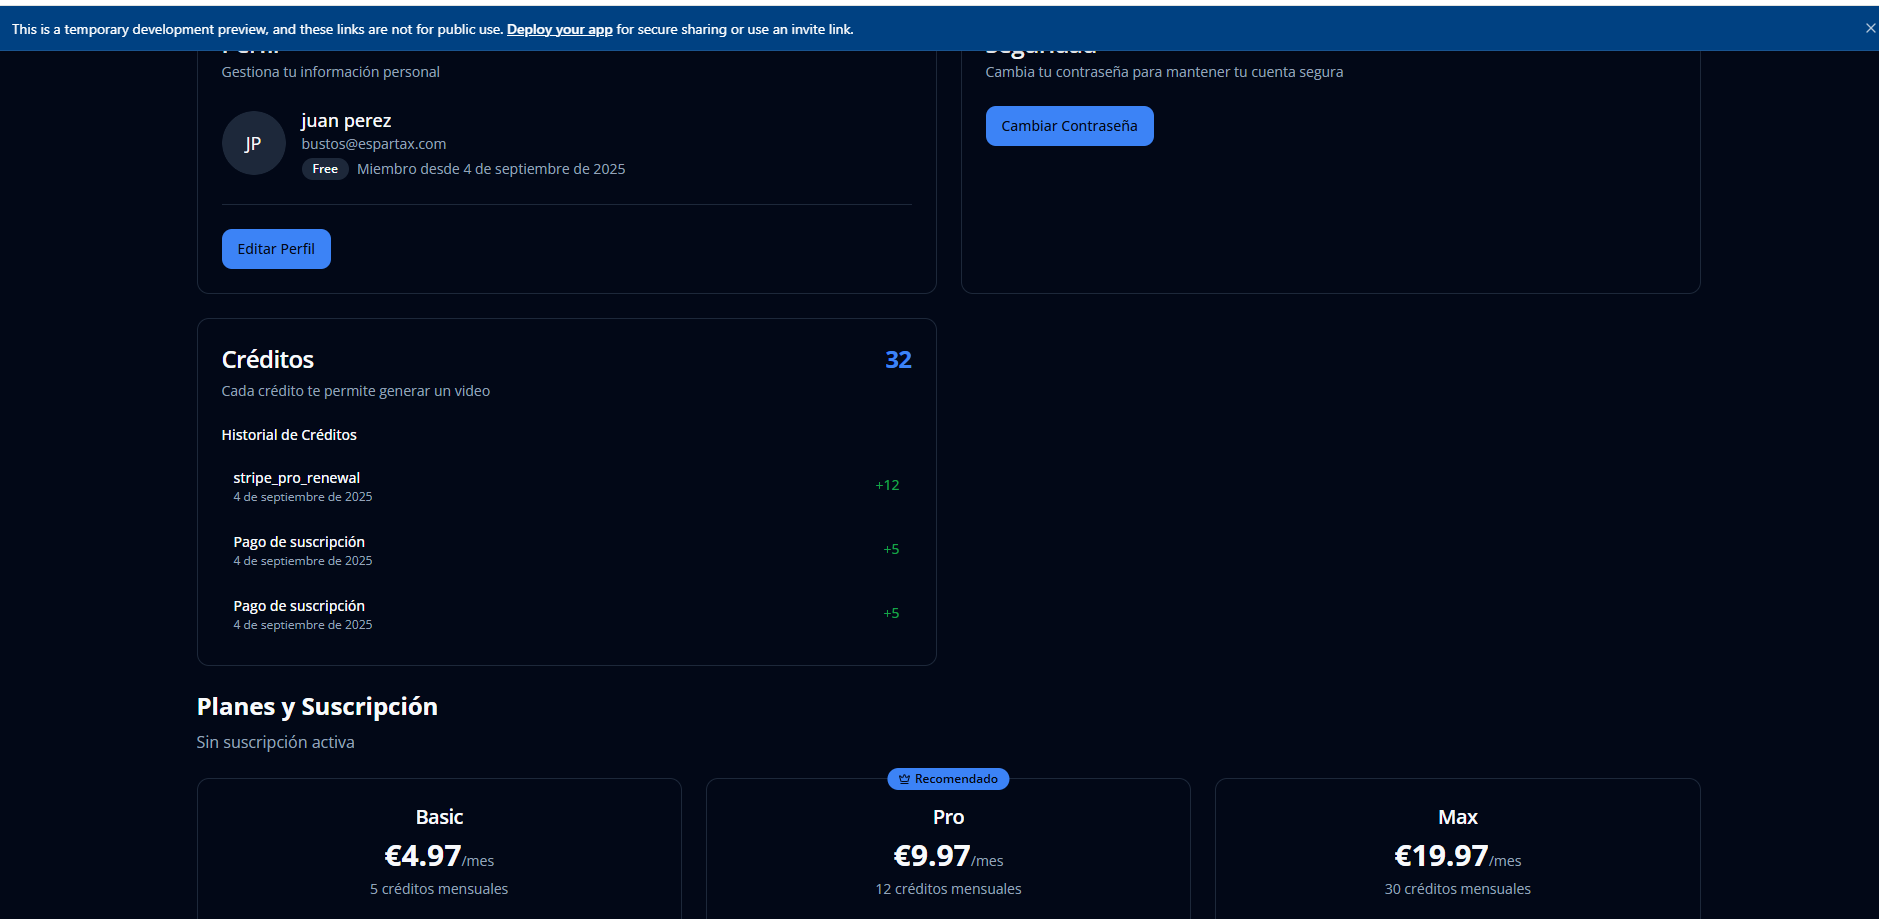 This is a temporary development preview, and these links are not for public use. Deploy your app for secure sharing or use an invite link.
Perfil
Gestiona tu información personal
JP
juan perez
bustos@espartax.com
Free Miembro desde 4 de septiembre de 2025
Editar Perfil
Seguridad
Cambia tu contraseña para mantener tu cuenta segura
Cambiar Contraseña
Créditos 32
Cada crédito te permite generar un video
Historial de Créditos
stripe_pro_renewal
4 de septiembre de 2025
+12
Pago de suscripción
4 de septiembre de 2025
+5
Pago de suscripción
4 de septiembre de 2025
+5
Planes y Suscripción
Sin suscripción activa
Basic
€4.97/mes
5 créditos mensuales
Recomendado
Pro
€9.97/mes
12 créditos mensuales
Max
€19.97/mes
30 créditos mensuales